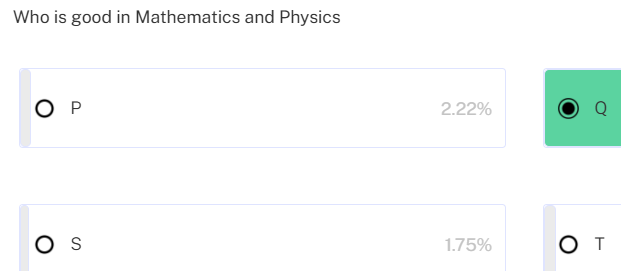 Who is good in Mathematics and Physics
P 2.22% Q
S 1.75% T